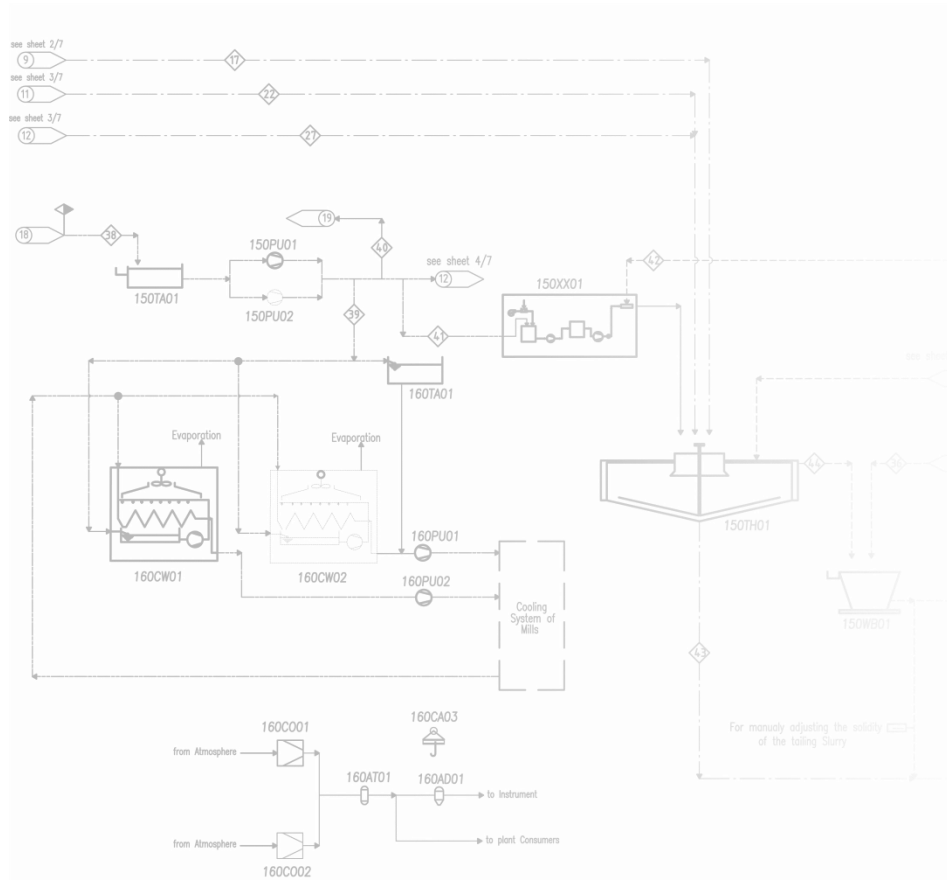 see sheet 2/7
9
17
see sheet 3/7
11
22
see sheet 3/7
12
27
18
38
19
40
150PU01
see sheet 4/7
12
42
150TA01
150PU02
150XX01
39
41
160TA01
Evaporation
Evaporation
44
150TH01
160PU01
160CW01
160CW02
160PU02
Cooling
System of
Mills
150WB01
43
160CA03
160CO01
For manualy adjusting the solidity
of the tailing Slurry
from Atmosphere
160AT01
160AD01
to Instrument
from Atmosphere
to plant Consumers
160CO02